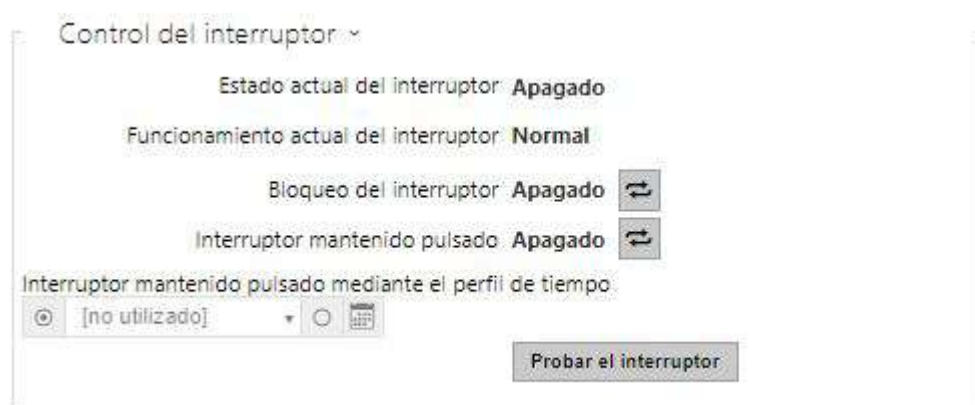 Control del interruptor
Estado actual del interruptor Apagado
Funcionamiento actual del interruptor Normal
Bloqueo del interruptor Apagado
Interruptor mantenido pulsado Apagado
Interruptor mantenido pulsado mediante el perfil de tiempo
[no utilizado]
Probar el interruptor